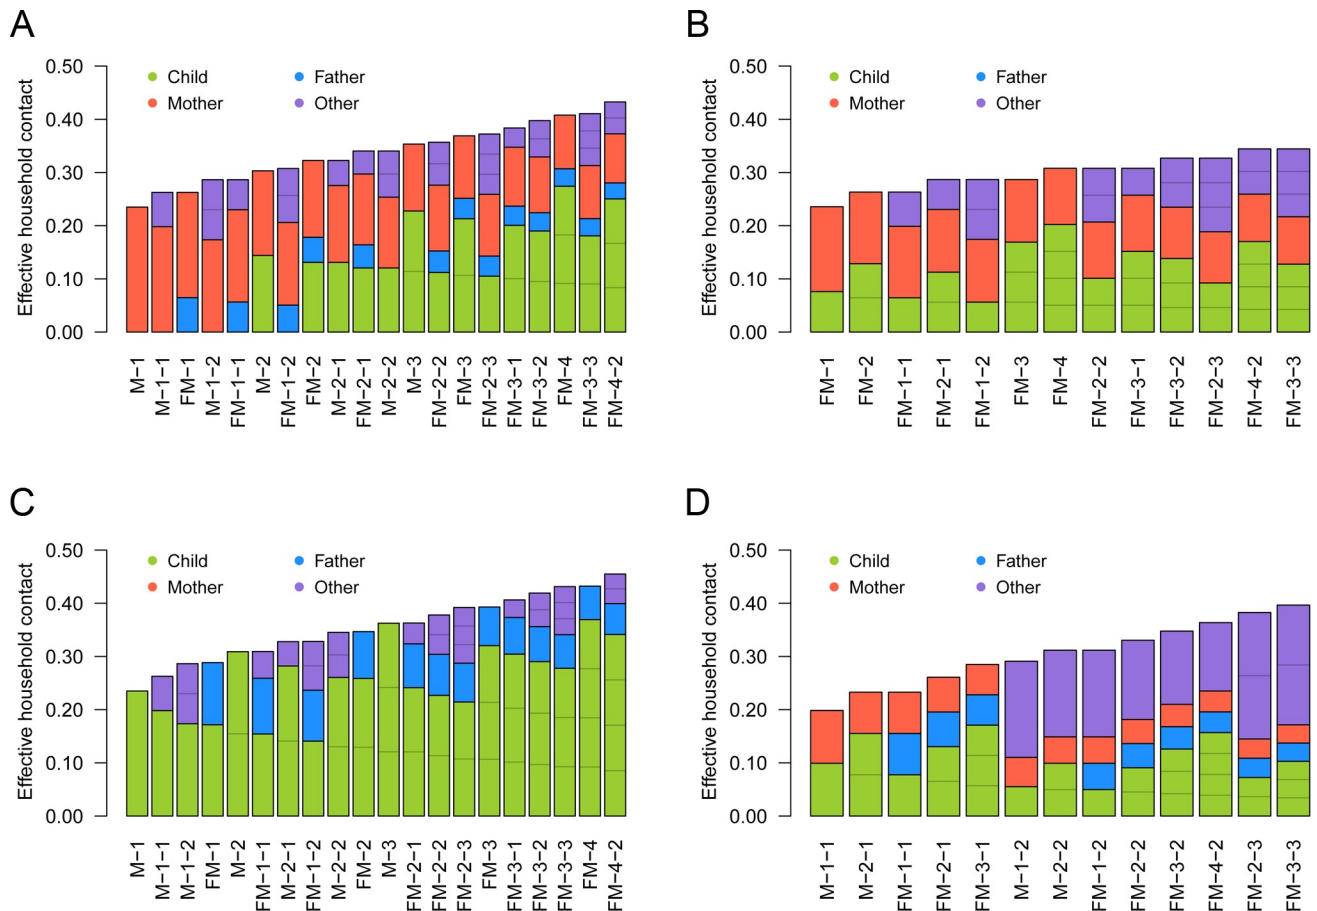 A
Effective household contact
0.50
0.40
0.30
0.20
0.10
0.00
Child
Father
Mother
Other
M−1
M−1−1
FM−1
M−1−2
FM−1−1
M−2
FM−1−2
FM−2
M−2−1
FM−2−1
M−2−2
M−3
FM−2−2
FM−3
FM−2−3
FM−3−1
FM−3−2
FM−4
FM−3−3
FM−4−2
B
Effective household contact
0.50
0.40
0.30
0.20
0.10
0.00
Child
Father
Mother
Other
FM−1
FM−2
FM−1−1
FM−2−1
FM−1−2
FM−3
FM−4
FM−2−2
FM−3−1
FM−3−2
FM−2−3
FM−4−2
FM−3−3
C
Effective household contact
0.50
0.40
0.30
0.20
0.10
0.00
Child
Father
Mother
Other
M−1
M−1−1
M−1−2
FM−1
M−2
FM−1−1
M−2−1
FM−1−2
M−2−2
FM−2
M−3
FM−2−1
FM−2−2
FM−2−3
FM−3
FM−3−1
FM−3−2
FM−3−3
FM−4
FM−4−2
D
Effective household contact
0.50
0.40
0.30
0.20
0.10
0.00
Child
Father
Mother
Other
M−1−1
M−2−1
FM−1−1
FM−2−1
FM−3−1
M−1−2
M−2−2
FM−1−2
FM−2−2
FM−3−2
FM−4−2
FM−2−3
FM−3−3